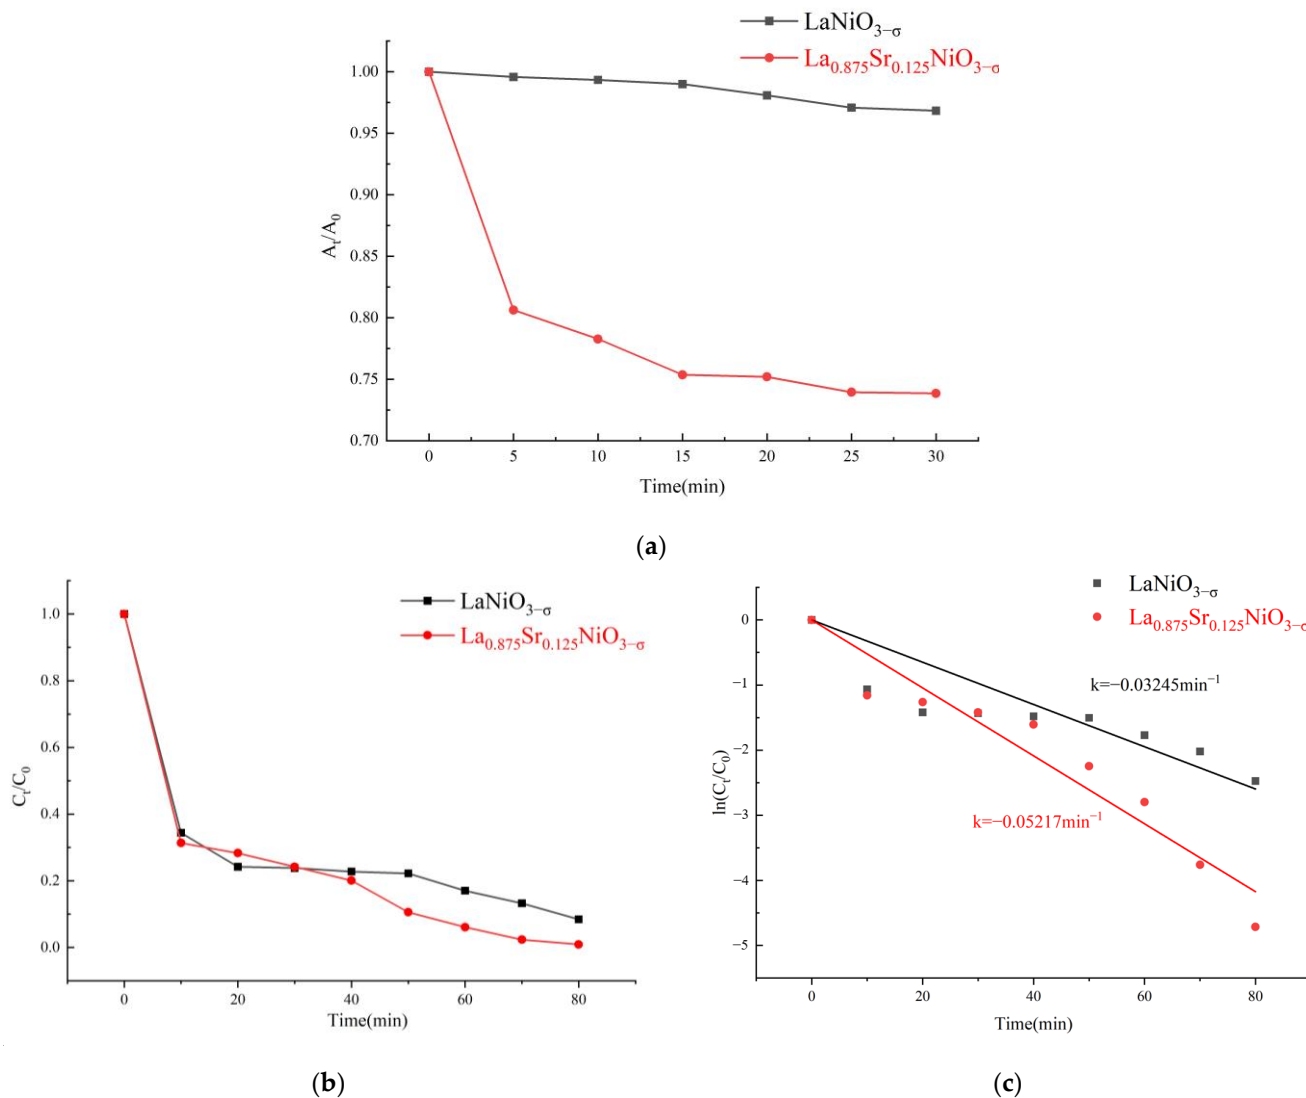 LaNiO₃₋σ
La₀.₈₇₅Sr₀.₁₂₅NiO₃₋σ
1.00
0.95
0.90
0.85
0.80
0.75
0.70
Aₜ/A₀
0 5 10 15 20 25 30
Time(min)
(a)
LaNiO₃₋σ
La₀.₈₇₅Sr₀.₁₂₅NiO₃₋σ
1.0
0.8
0.6
0.4
0.2
0.0
Cₜ/C₀
0 20 40 60 80
Time(min)
(b)
LaNiO₃₋σ
La₀.₈₇₅Sr₀.₁₂₅NiO₃₋σ
0
−1
−2
−3
−4
−5
ln(Cₜ/C₀)
k=−0.03245min⁻¹
k=−0.05217min⁻¹
0 20 40 60 80
Time(min)
(c)